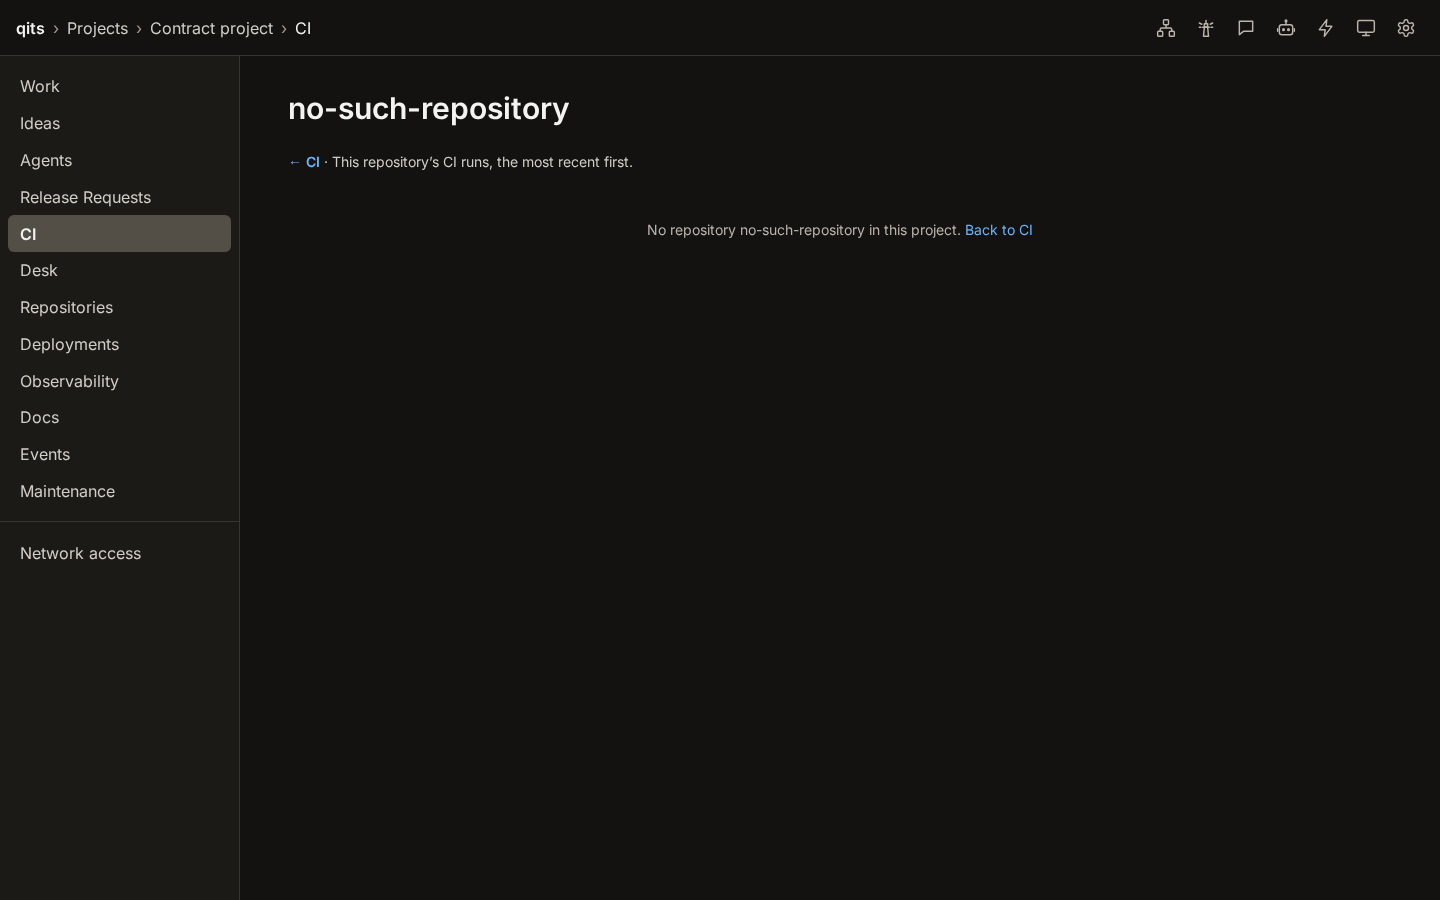 qits › Projects › Contract project › CI
Work
Ideas
Agents
Release Requests
CI
Desk
Repositories
Deployments
Observability
Docs
Events
Maintenance
Network access
no-such-repository
← CI · This repository’s CI runs, the most recent first.
No repository no-such-repository in this project. Back to CI